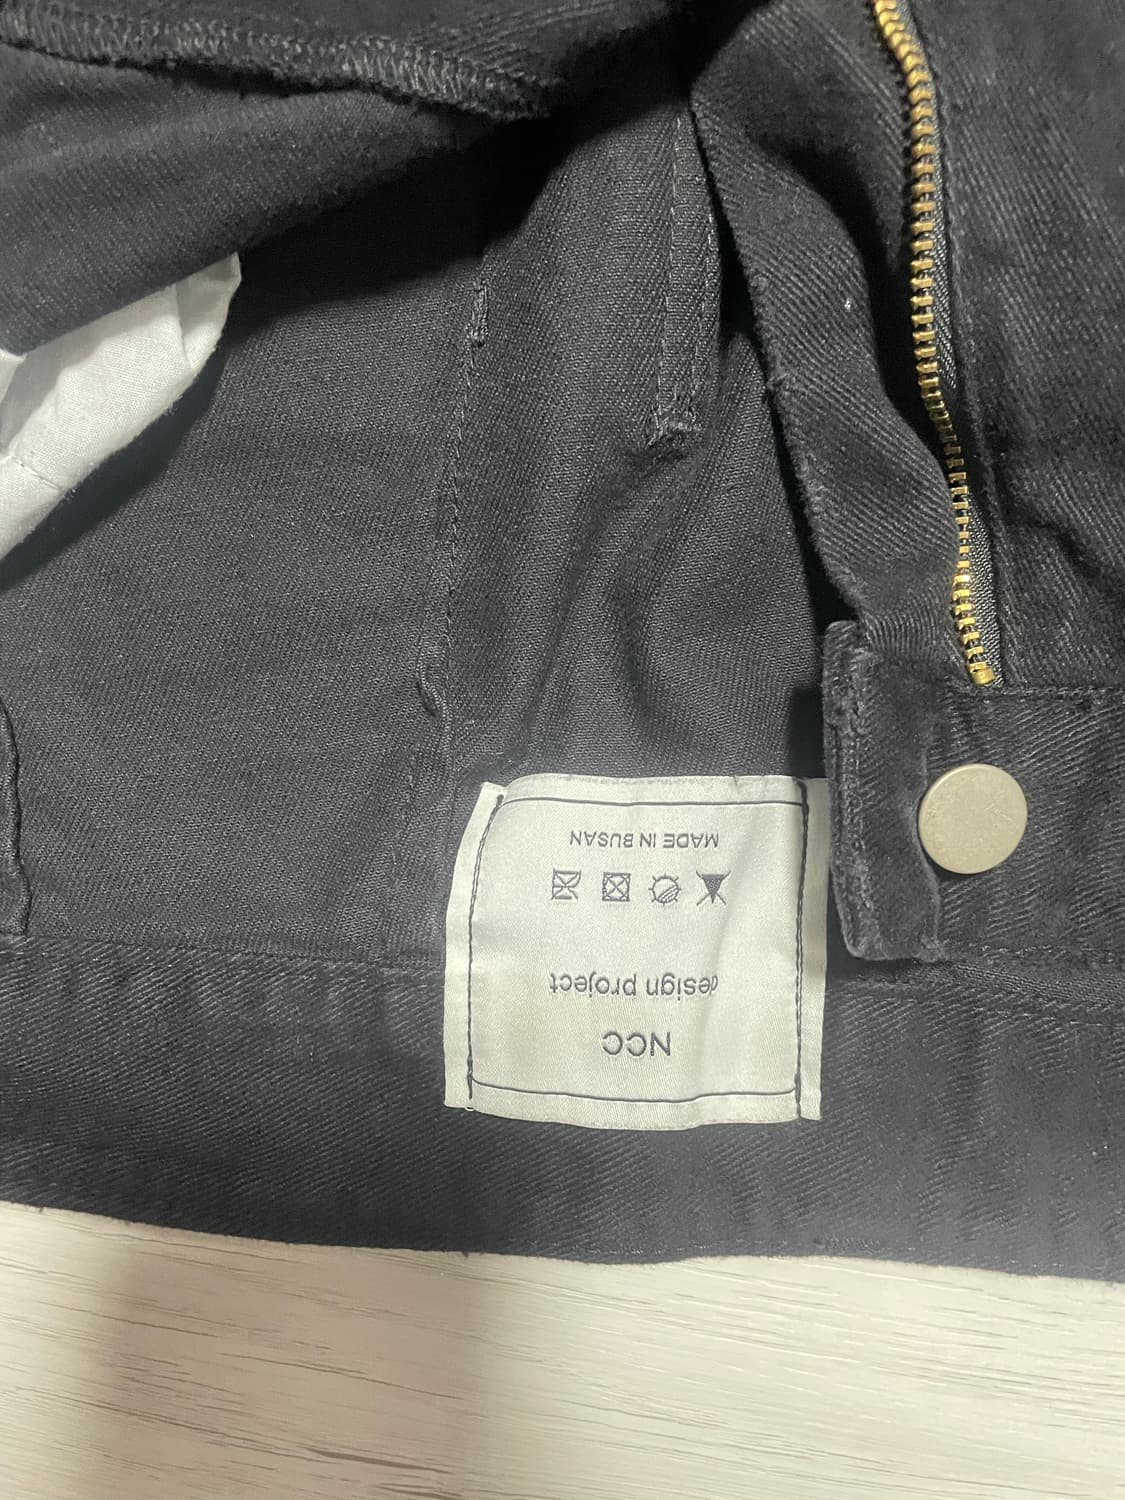 NCC
design project
MADE IN BUSAN